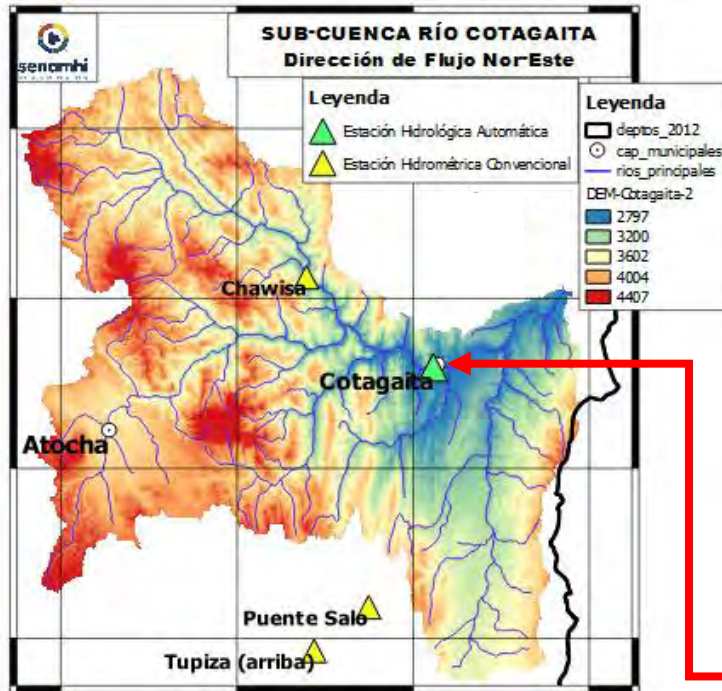 senamhi
SUB-CUENCA RÍO COTAGAITA
Dirección de Flujo Nor-Este
Leyenda
Estación Hidrológica Automática
Estación Hidrométrica Convencional
Leyenda
deptos_2012
cap_municipales
rios_principales
DEM-Cotagaita-2
2797
3200
3602
4004
4407
Chawisa
Cotagaita
Atocha
Puente Salo
Tupiza (arriba)